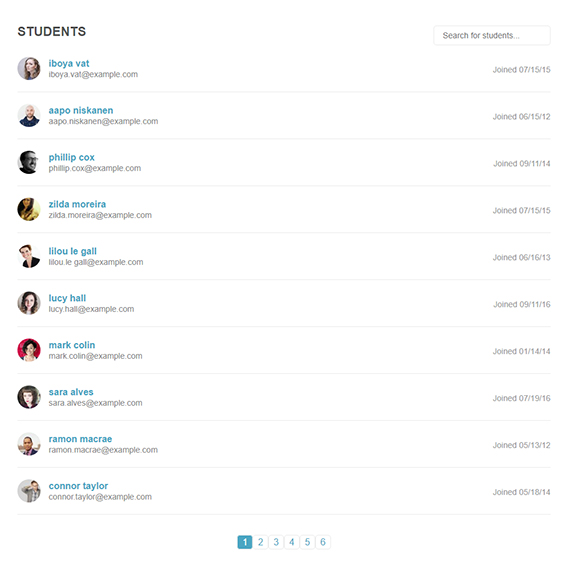 STUDENTS
Search for students...
iboya vat
iboya.vat@example.com
Joined 07/15/15
aapo niskanen
aapo.niskanen@example.com
Joined 06/15/12
phillip cox
phillip.cox@example.com
Joined 09/11/14
zilda moreira
zilda.moreira@example.com
Joined 07/15/15
lilou le gall
lilou.le gall@example.com
Joined 06/16/13
lucy hall
lucy.hall@example.com
Joined 09/11/16
mark colin
mark.colin@example.com
Joined 01/14/14
sara alves
sara.alves@example.com
Joined 07/19/16
ramon macrae
ramon.macrae@example.com
Joined 05/13/12
connor taylor
connor.taylor@example.com
Joined 05/18/14
1 2 3 4 5 6